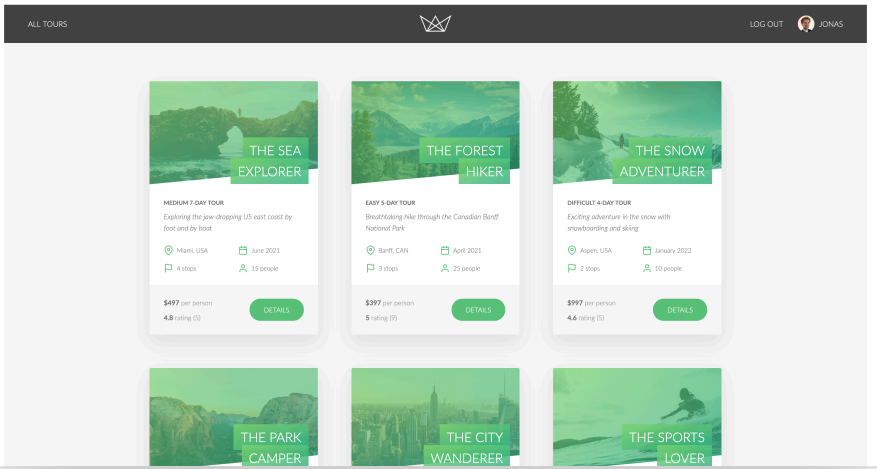 ALL TOURS
LOG OUT
JONAS
THE SEA
EXPLORER
MEDIUM 7-DAY TOUR
Exploring the jaw-dropping US east coast by
foot and by boat
Miami, USA
June 2021
4 stops
15 people
$497 per person
4.8 rating (5)
DETAILS
THE FOREST
HIKER
EASY 5-DAY TOUR
Breathtaking hike through the Canadian Banff
National Park
Banff, CAN
April 2021
3 stops
25 people
$397 per person
5 rating (9)
DETAILS
THE SNOW
ADVENTURER
DIFFICULT 4-DAY TOUR
Exciting adventure in the snow with
snowboarding and skiing
Aspen, USA
January 2022
2 stops
10 people
$997 per person
4.6 rating (5)
DETAILS
THE PARK
CAMPER
THE CITY
WANDERER
THE SPORTS
LOVER